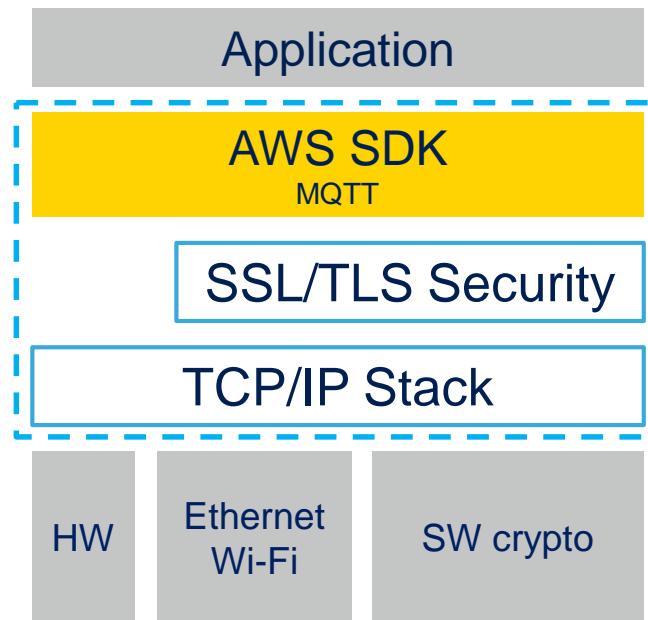 Application
AWS SDK
MQTT
SSL/TLS Security
TCP/IP Stack
HW
Ethernet
Wi-Fi
SW crypto